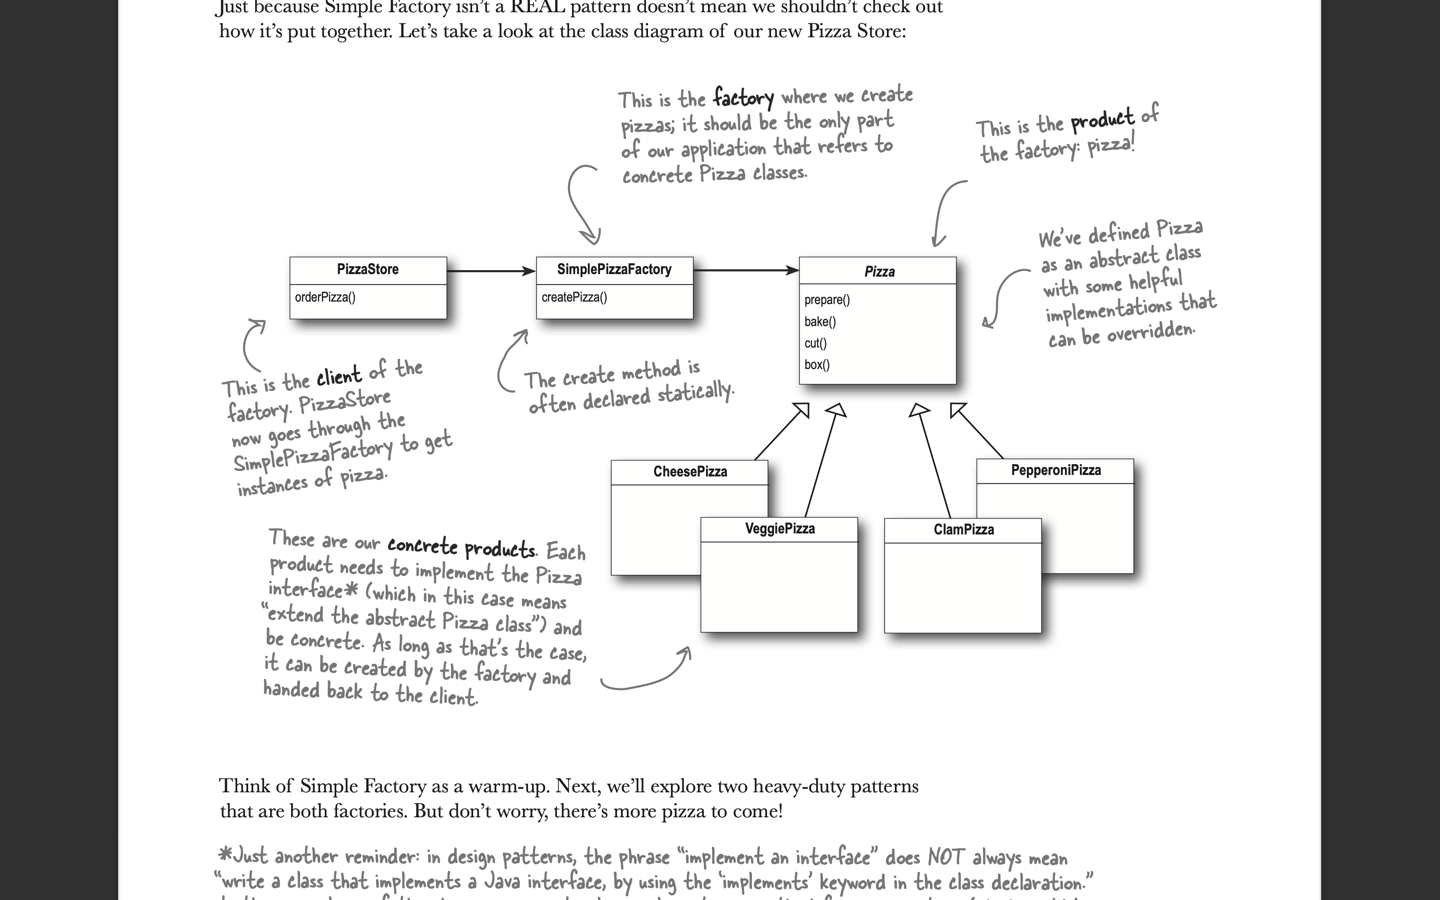 Just because Simple Factory isn't a REAL pattern doesn't mean we shouldn't check out
how it's put together. Let's take a look at the class diagram of our new Pizza Store:
This is the factory where we create
pizzas; it should be the only part
of our application that refers to
concrete Pizza classes.
This is the product of
the factory: pizza!
We've defined Pizza
as an abstract class
with some helpful
implementations that
can be overridden.
PizzaStore
orderPizza()
SimplePizzaFactory
createPizza()
Pizza
prepare()
bake()
cut()
box()
This is the client of the
factory. PizzaStore
now goes through the
SimplePizzaFactory to get
instances of pizza.
The create method is
often declared statically.
CheesePizza
VeggiePizza
ClamPizza
PepperoniPizza
These are our concrete products. Each
product needs to implement the Pizza
interface* (which in this case means
“extend the abstract Pizza class”) and
be concrete. As long as that's the case,
it can be created by the factory and
handed back to the client.
Think of Simple Factory as a warm-up. Next, we'll explore two heavy-duty patterns
that are both factories. But don't worry, there's more pizza to come!
*Just another reminder: in design patterns, the phrase “implement an interface” does NOT always mean
“write a class that implements a Java interface, by using the ‘implements’ keyword in the class declaration.”